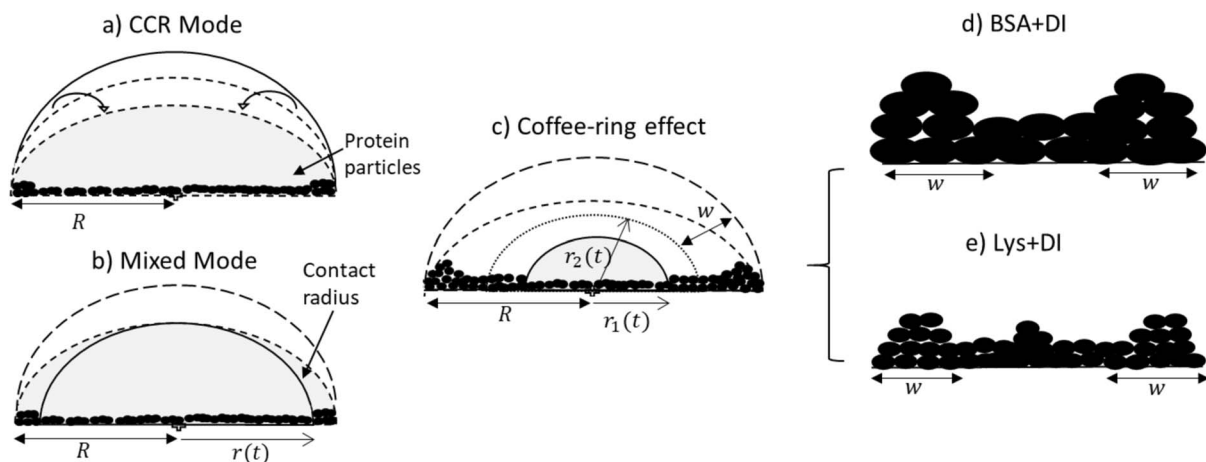 a) CCR Mode
Protein
particles
R
b) Mixed Mode
Contact
radius
R
r(t)
c) Coffee-ring effect
w
r₂(t)
R
r₁(t)
d) BSA+DI
w
w
e) Lys+DI
w
w